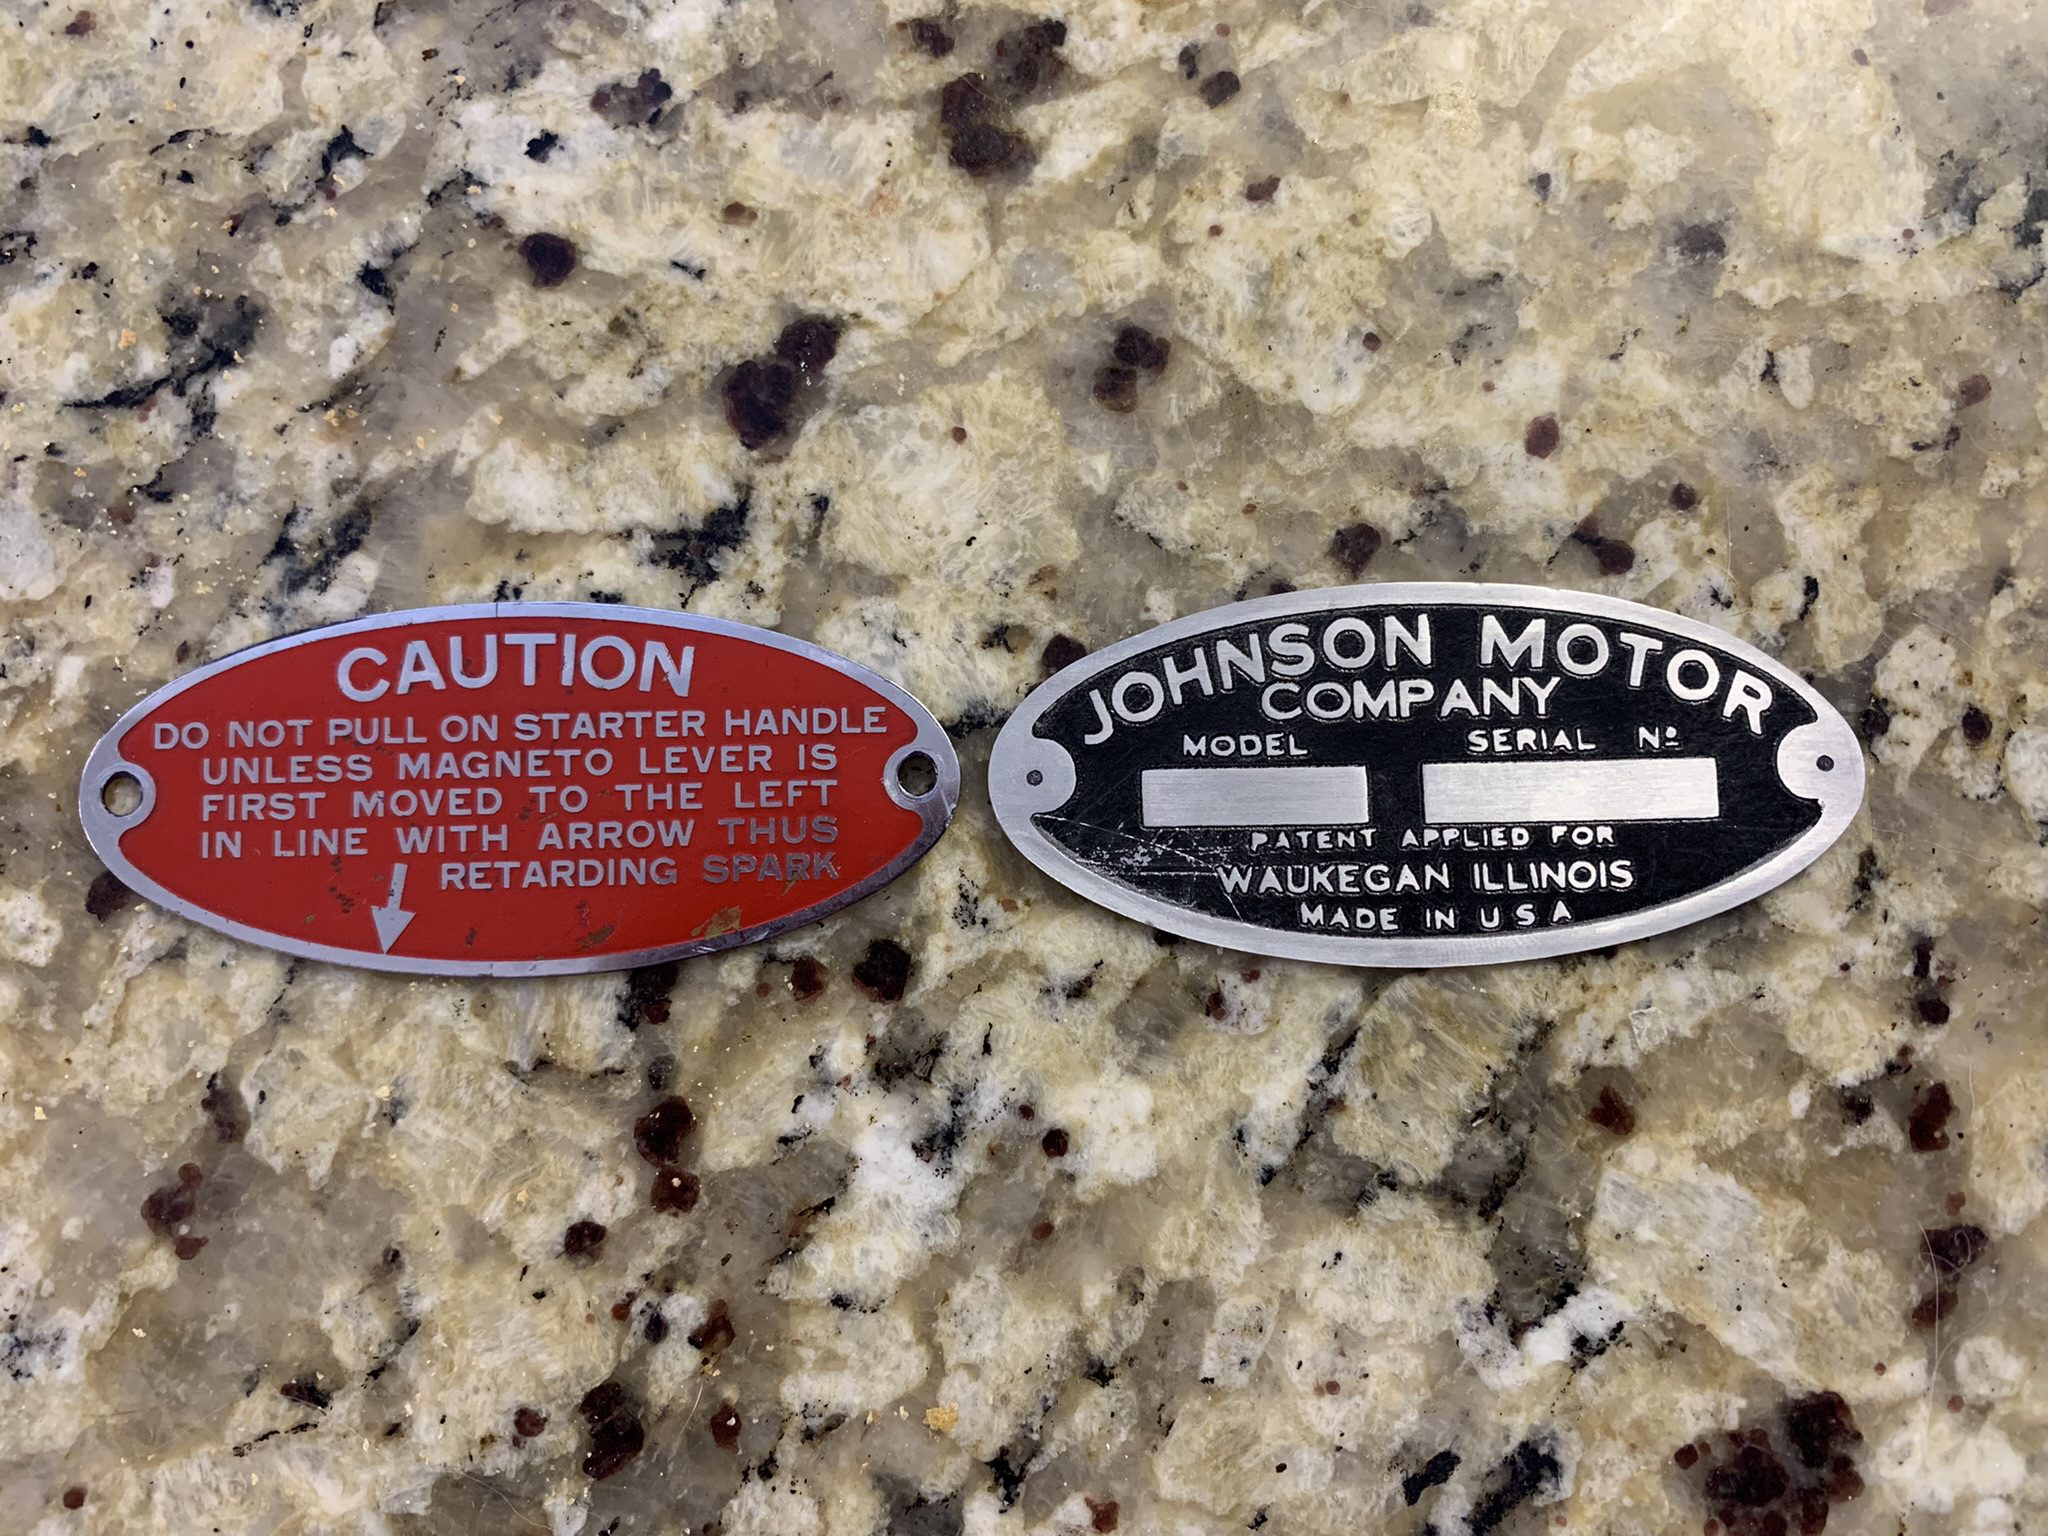 CAUTION
DO NOT PULL ON STARTER HANDLE
UNLESS MAGNETO LEVER IS
FIRST MOVED TO THE LEFT
IN LINE WITH ARROW THUS
RETARDING SPARK
JOHNSON MOTOR
COMPANY
MODEL SERIAL Nº
PATENT APPLIED FOR
WAUKEGAN ILLINOIS
MADE IN U S A